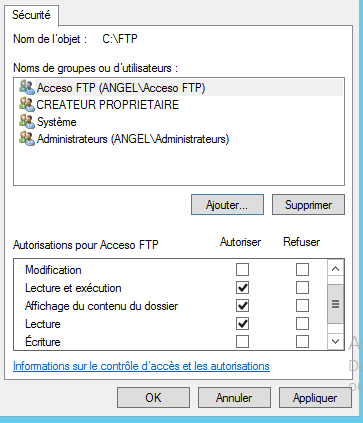 Sécurité
Nom de l'objet : C:\FTP
Noms de groupes ou d'utilisateurs :
Acceso FTP (ANGEL\Acceso FTP)
CREATEUR PROPRIETAIRE
Système
Administrateurs (ANGEL\Administrateurs)
Ajouter... Supprimer
Autorisations pour Acceso FTP Autoriser Refuser
Modification
Lecture et exécution
Affichage du contenu du dossier
Lecture
Écriture
Informations sur le contrôle d'accès et les autorisations
OK Annuler Appliquer